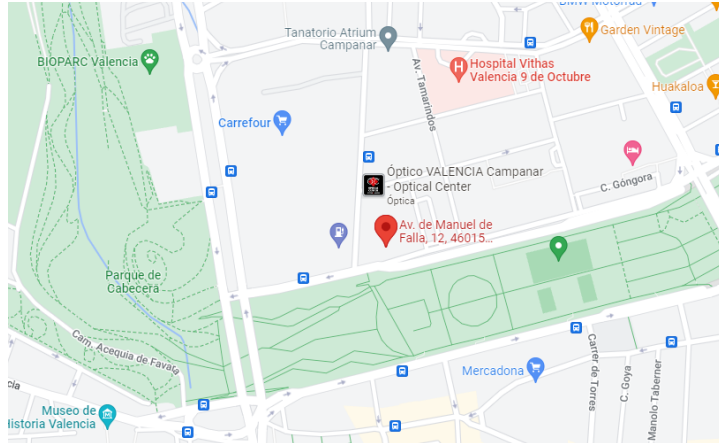 BMW Motorrad
Garden Vintage
Tanatorio Atrium
Campanar
BIOPARC Valencia
H
Hospital Vithas
Valencia 9 de Octubre
Av. Tamarindos
Huakaloa
Carrefour
Óptico VALENCIA Campanar
- Optical Center
Óptica
C. Góngora
Av. de Manuel de
Falla, 12, 46015...
Parque de
Cabecera
Cam. Acequia de Favara
Mercadona
Carrer de Torres
C. Goya
Manolo Taberner
Museo de
Historia Valencia